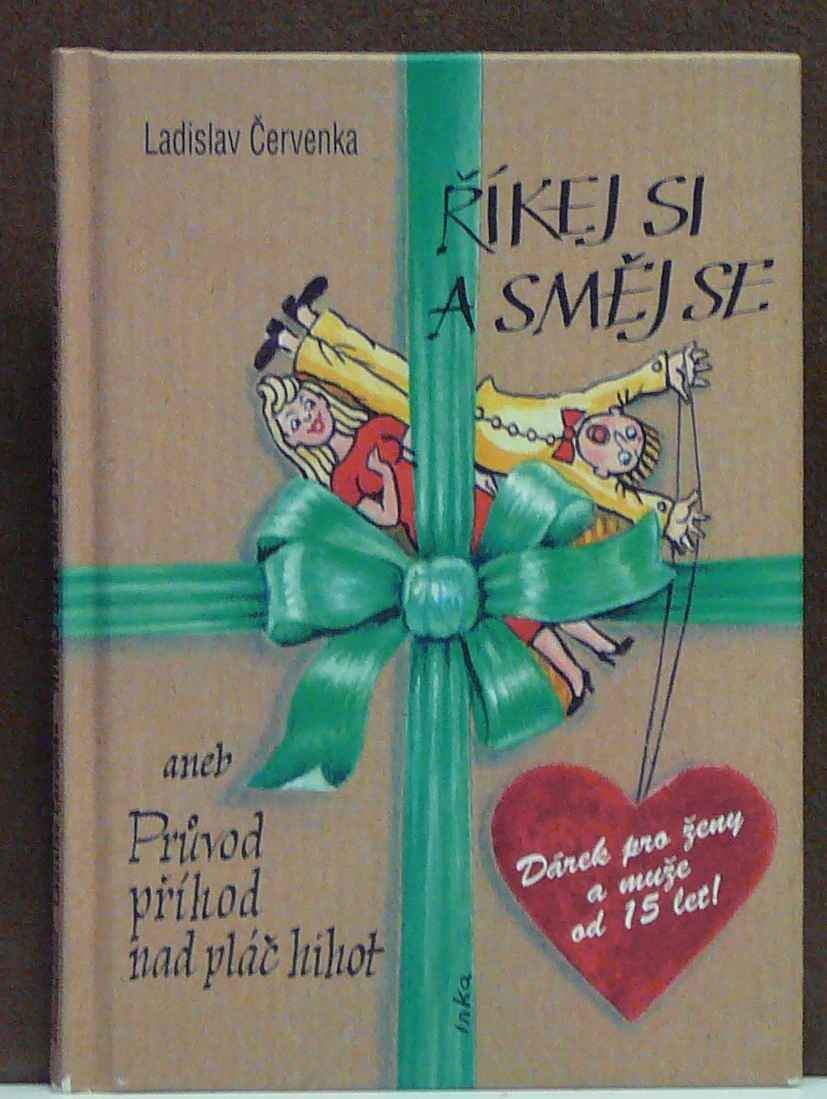 Ladislav Červenka
ŘÍKEJ SI
A SMĚJ SE
aneb
Průvod
příhod
nad pláč hihot
Dárek pro ženy
a muže
od 15 let!
inka